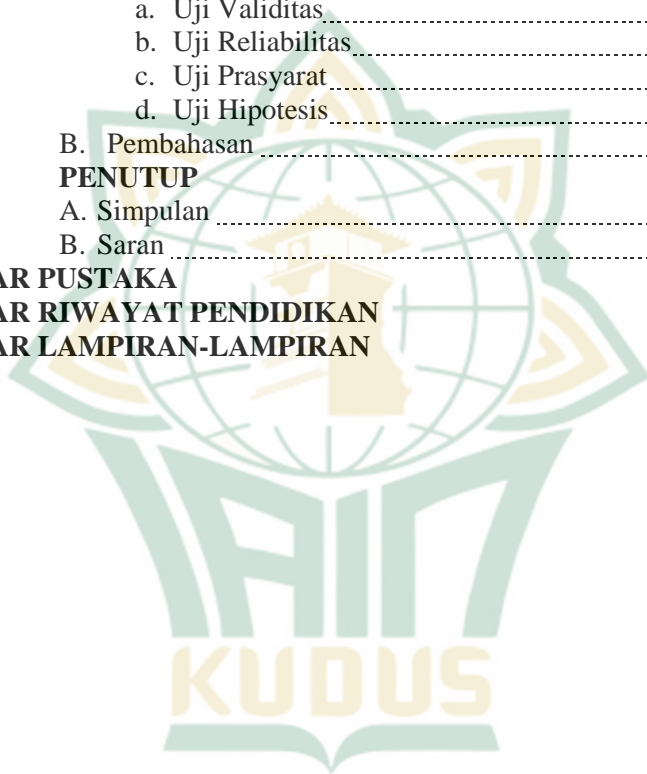 a. Uji Validitas
b. Uji Reliabilitas
c. Uji Prasyarat
d. Uji Hipotesis
B. Pembahasan
PENUTUP
A. Simpulan
B. Saran
AR PUSTAKA
AR RIWAYAT PENDIDIKAN
AR LAMPIRAN-LAMPIRAN
IAIN
KUDUS